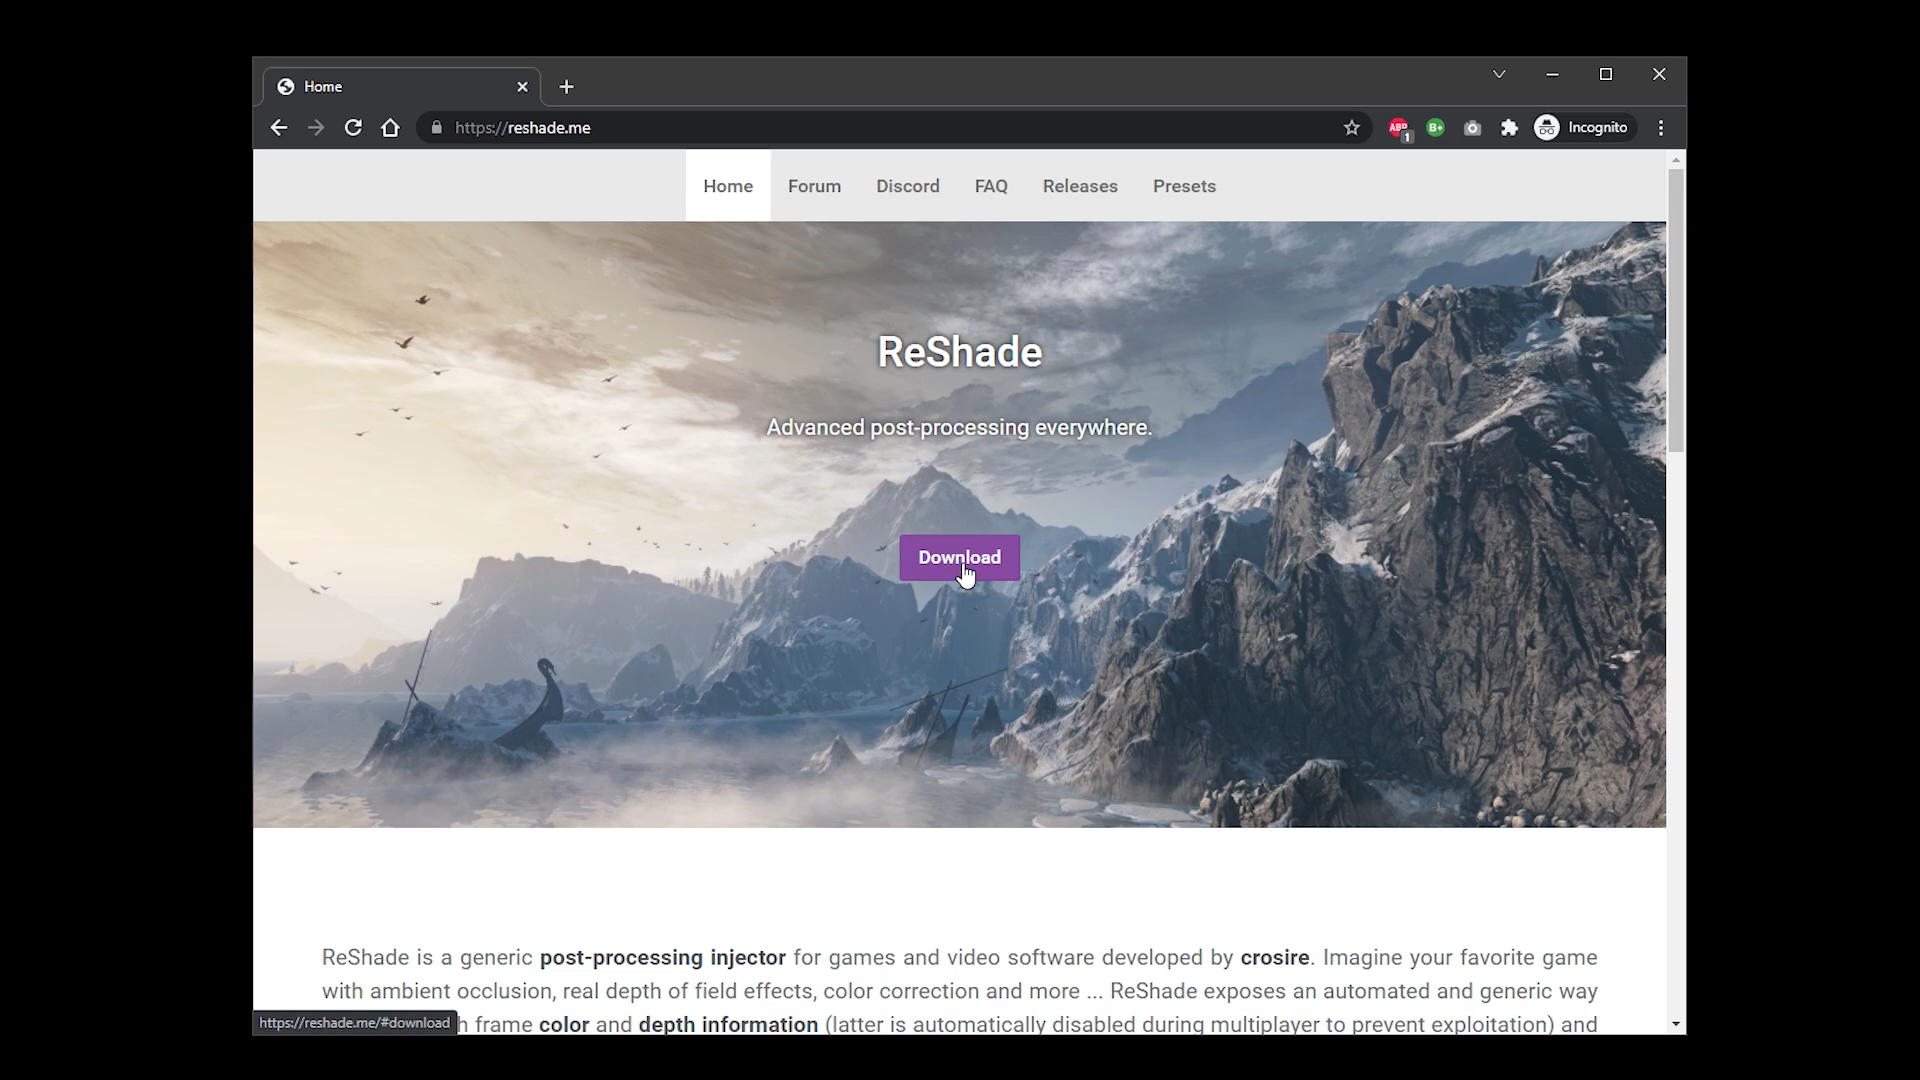 Home
https://reshade.me
ABP
1
B+
Incognito
Home Forum Discord FAQ Releases Presets
ReShade
Advanced post-processing everywhere.
Download
ReShade is a generic post-processing injector for games and video software developed by crosire. Imagine your favorite game
with ambient occlusion, real depth of field effects, color correction and more ... ReShade exposes an automated and generic way
h frame color and depth information (latter is automatically disabled during multiplayer to prevent exploitation) and
https://reshade.me/#download